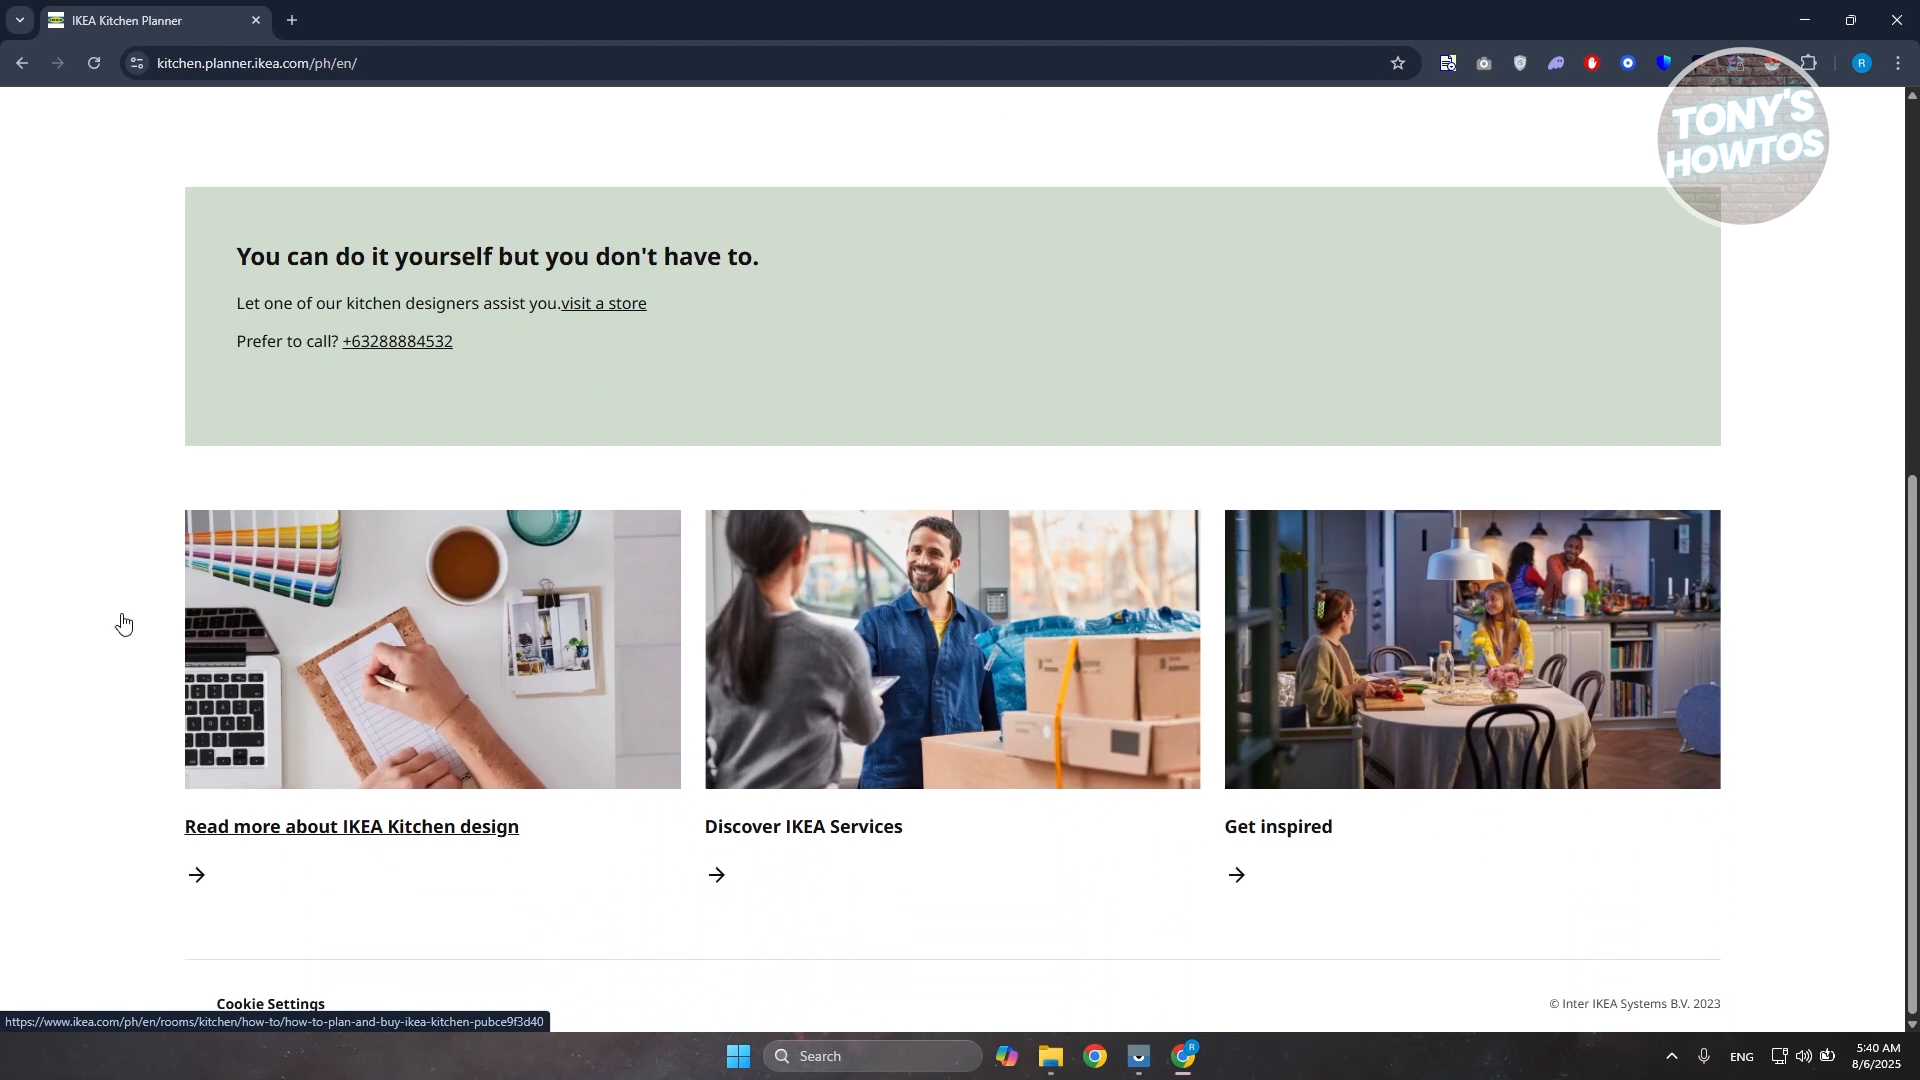 IKEA Kitchen Planner
kitchen.planner.ikea.com/ph/en/
R
TONY'S
HOWTOS
You can do it yourself but you don't have to.
Let one of our kitchen designers assist you.visit a store
Prefer to call? +63288884532
Read more about IKEA Kitchen design
Discover IKEA Services
Get inspired
Cookie Settings
© Inter IKEA Systems B.V. 2023
https://www.ikea.com/ph/en/rooms/kitchen/how-to/how-to-plan-and-buy-ikea-kitchen-pubce9f3d40
Search
R
ENG
5:40 AM
8/6/2025